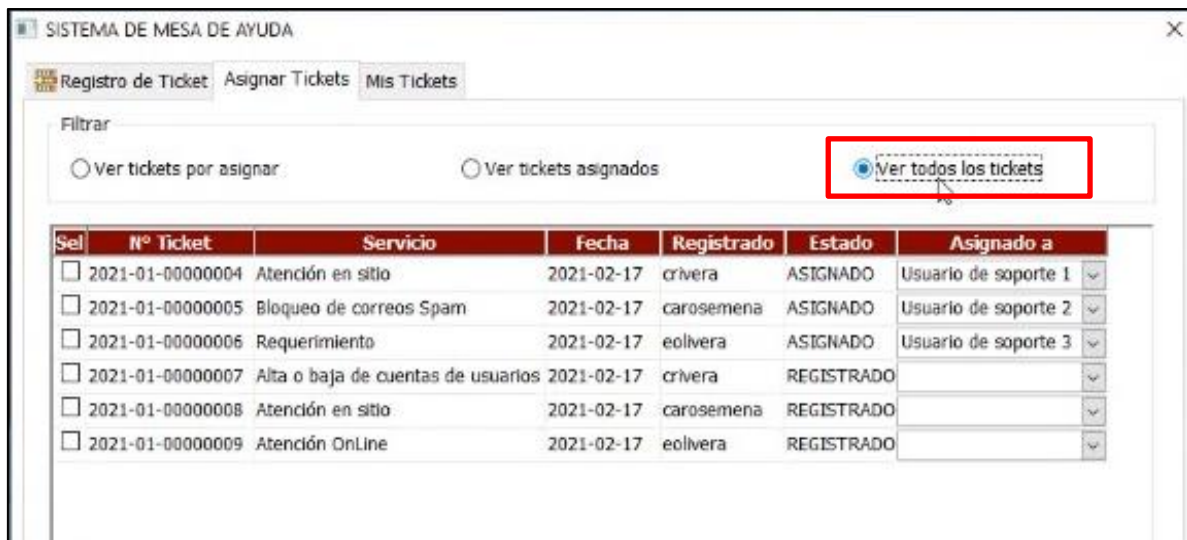 SISTEMA DE MESA DE AYUDA
Registro de Ticket Asignar Tickets Mis Tickets
Filtrar
Ver tickets por asignar Ver tickets asignados Ver todos los tickets
Sel Nº Ticket Servicio Fecha Registrado Estado Asignado a
2021-01-00000004 Atención en sitio 2021-02-17 crivera ASIGNADO Usuario de soporte 1
2021-01-00000005 Bloqueo de correos Spam 2021-02-17 carosemena ASIGNADO Usuario de soporte 2
2021-01-00000006 Requerimiento 2021-02-17 eolivera ASIGNADO Usuario de soporte 3
2021-01-00000007 Alta o baja de cuentas de usuarios 2021-02-17 crivera REGISTRADO
2021-01-00000008 Atención en sitio 2021-02-17 carosemena REGISTRADO
2021-01-00000009 Atención OnLine 2021-02-17 eolivera REGISTRADO